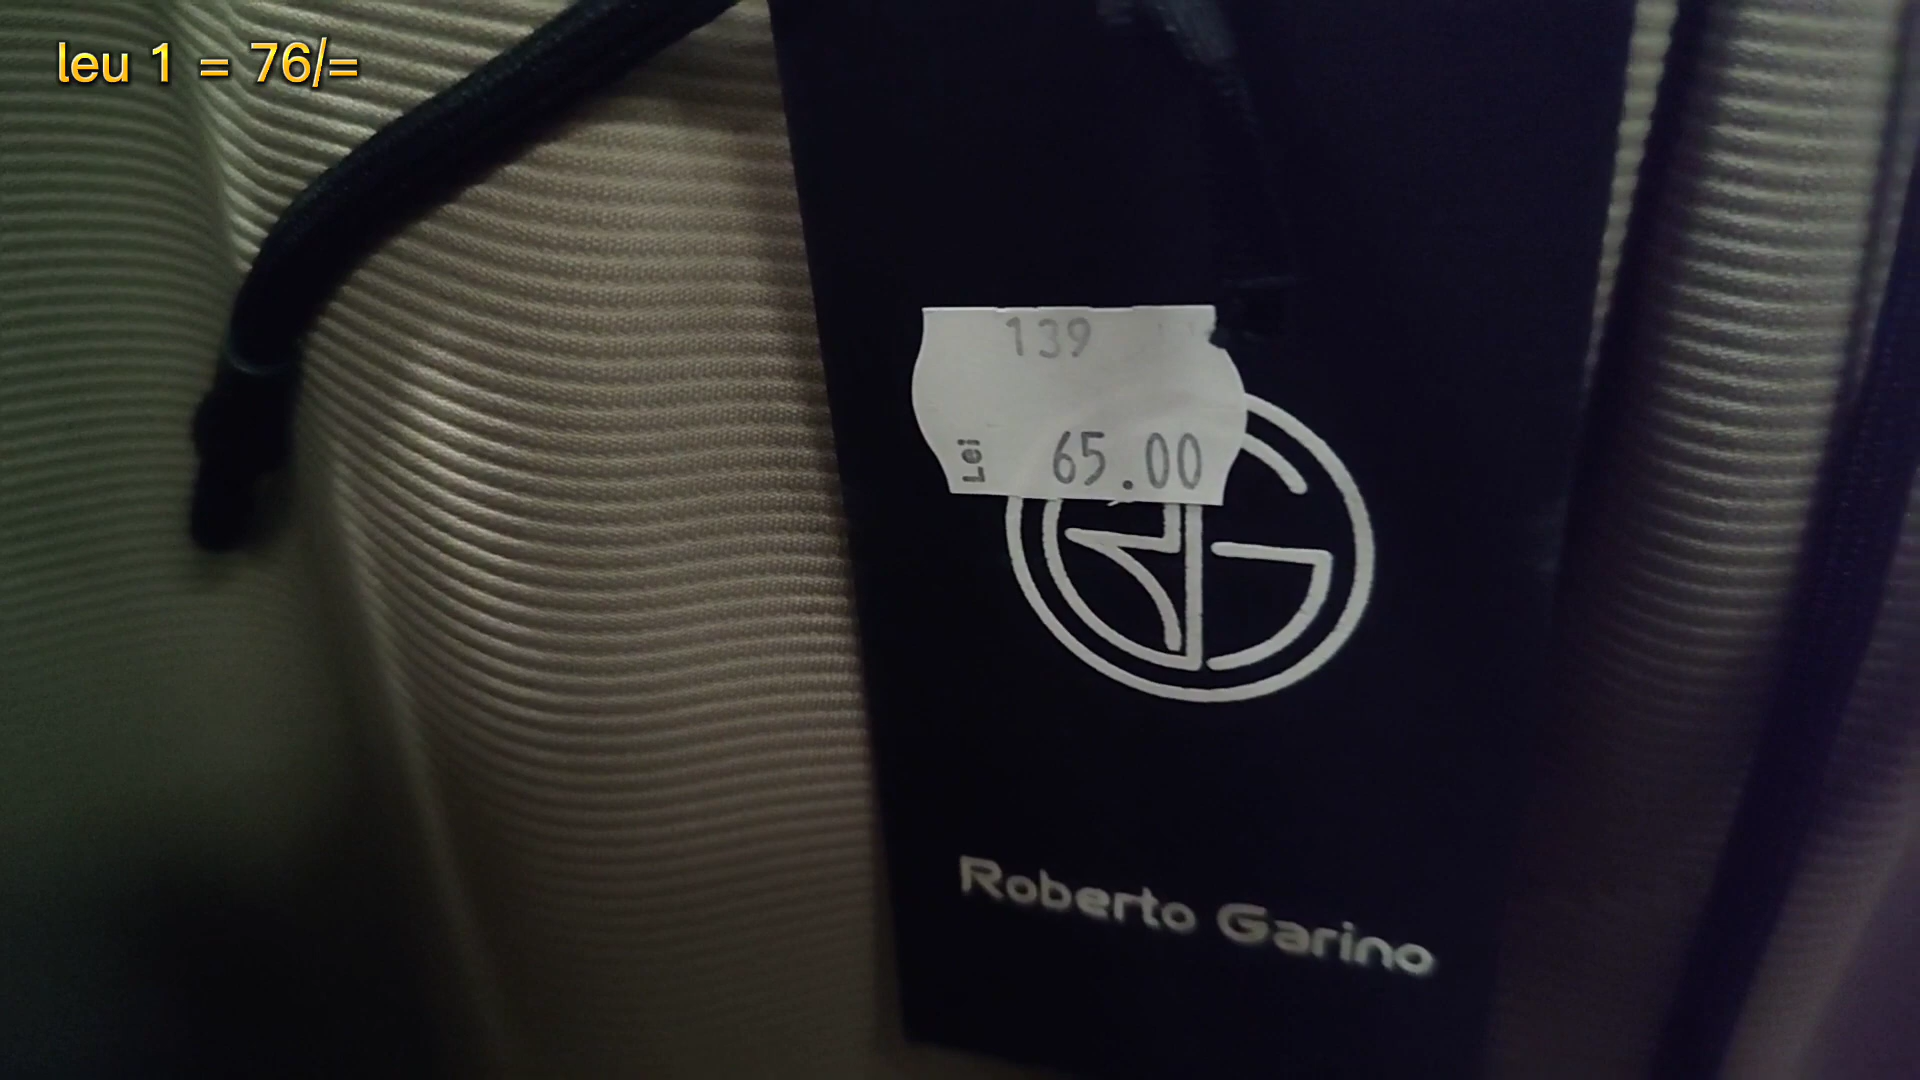 leu 1 = 76/=
139
Lei 65.00
Roberto Garino